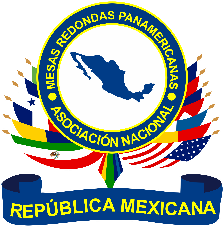 MESAS REDONDAS PANAMERICANAS
ASOCIACIÓN NACIONAL
REPÚBLICA MEXICANA